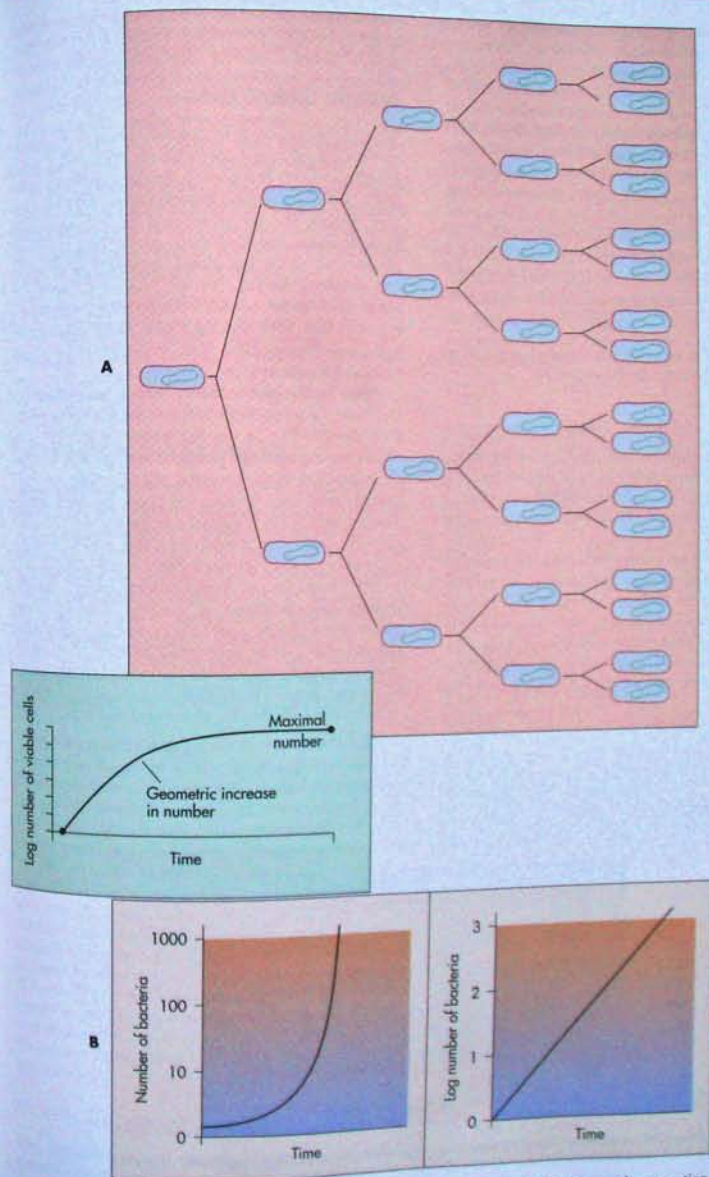 A
Log number of viable cells
Maximal
number
Geometric increase
in number
Time
B
Number of bacteria
1000
100
10
0
Time
Log number of bacteria
3
2
1
0
Time